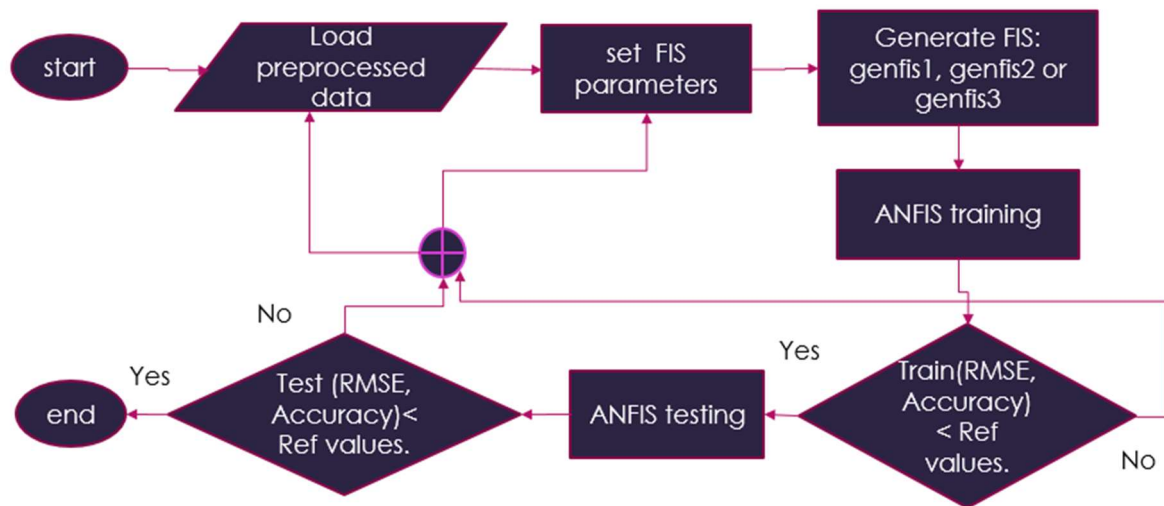 start
Load
preprocessed
data
set FIS
parameters
Generate FIS:
genfis1, genfis2 or
genfis3
ANFIS training
Train(RMSE,
Accuracy)
< Ref
values.
No
Yes
ANFIS testing
Test (RMSE,
Accuracy)<
Ref values.
No
Yes
end